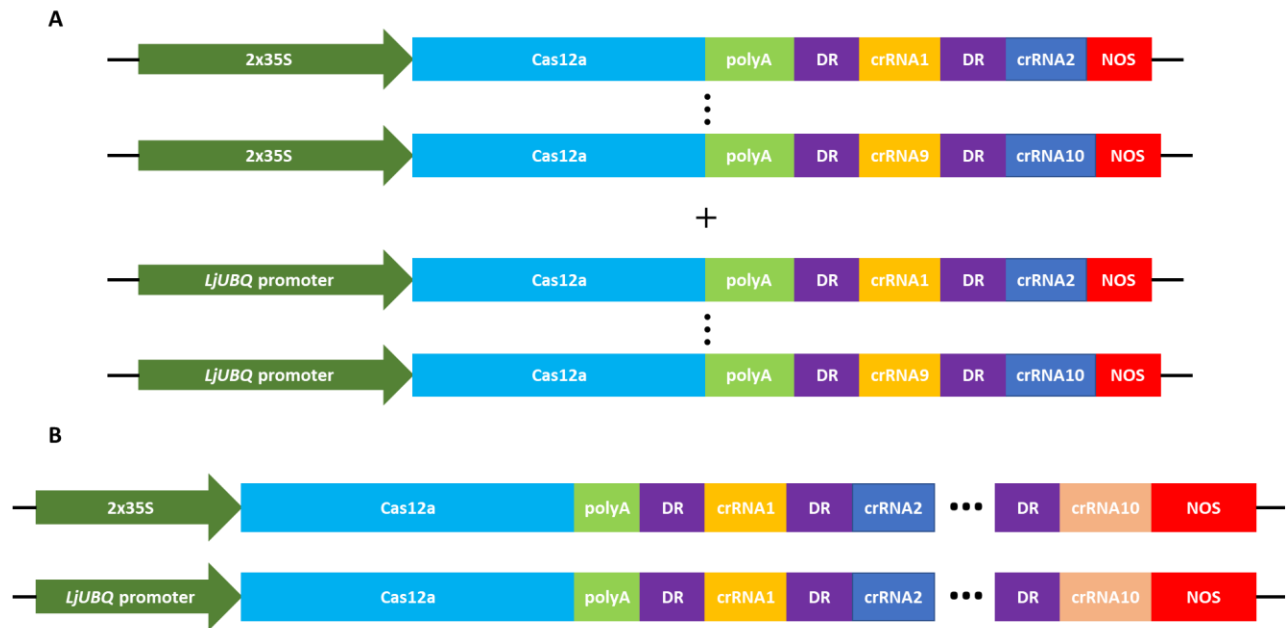 A
2x35S Cas12a polyA DR crRNA1 DR crRNA2 NOS
2x35S Cas12a polyA DR crRNA9 DR crRNA10 NOS
+
LjUBQ promoter Cas12a polyA DR crRNA1 DR crRNA2 NOS
LjUBQ promoter Cas12a polyA DR crRNA9 DR crRNA10 NOS
B
2x35S Cas12a polyA DR crRNA1 DR crRNA2 ••• DR crRNA10 NOS
LjUBQ promoter Cas12a polyA DR crRNA1 DR crRNA2 ••• DR crRNA10 NOS